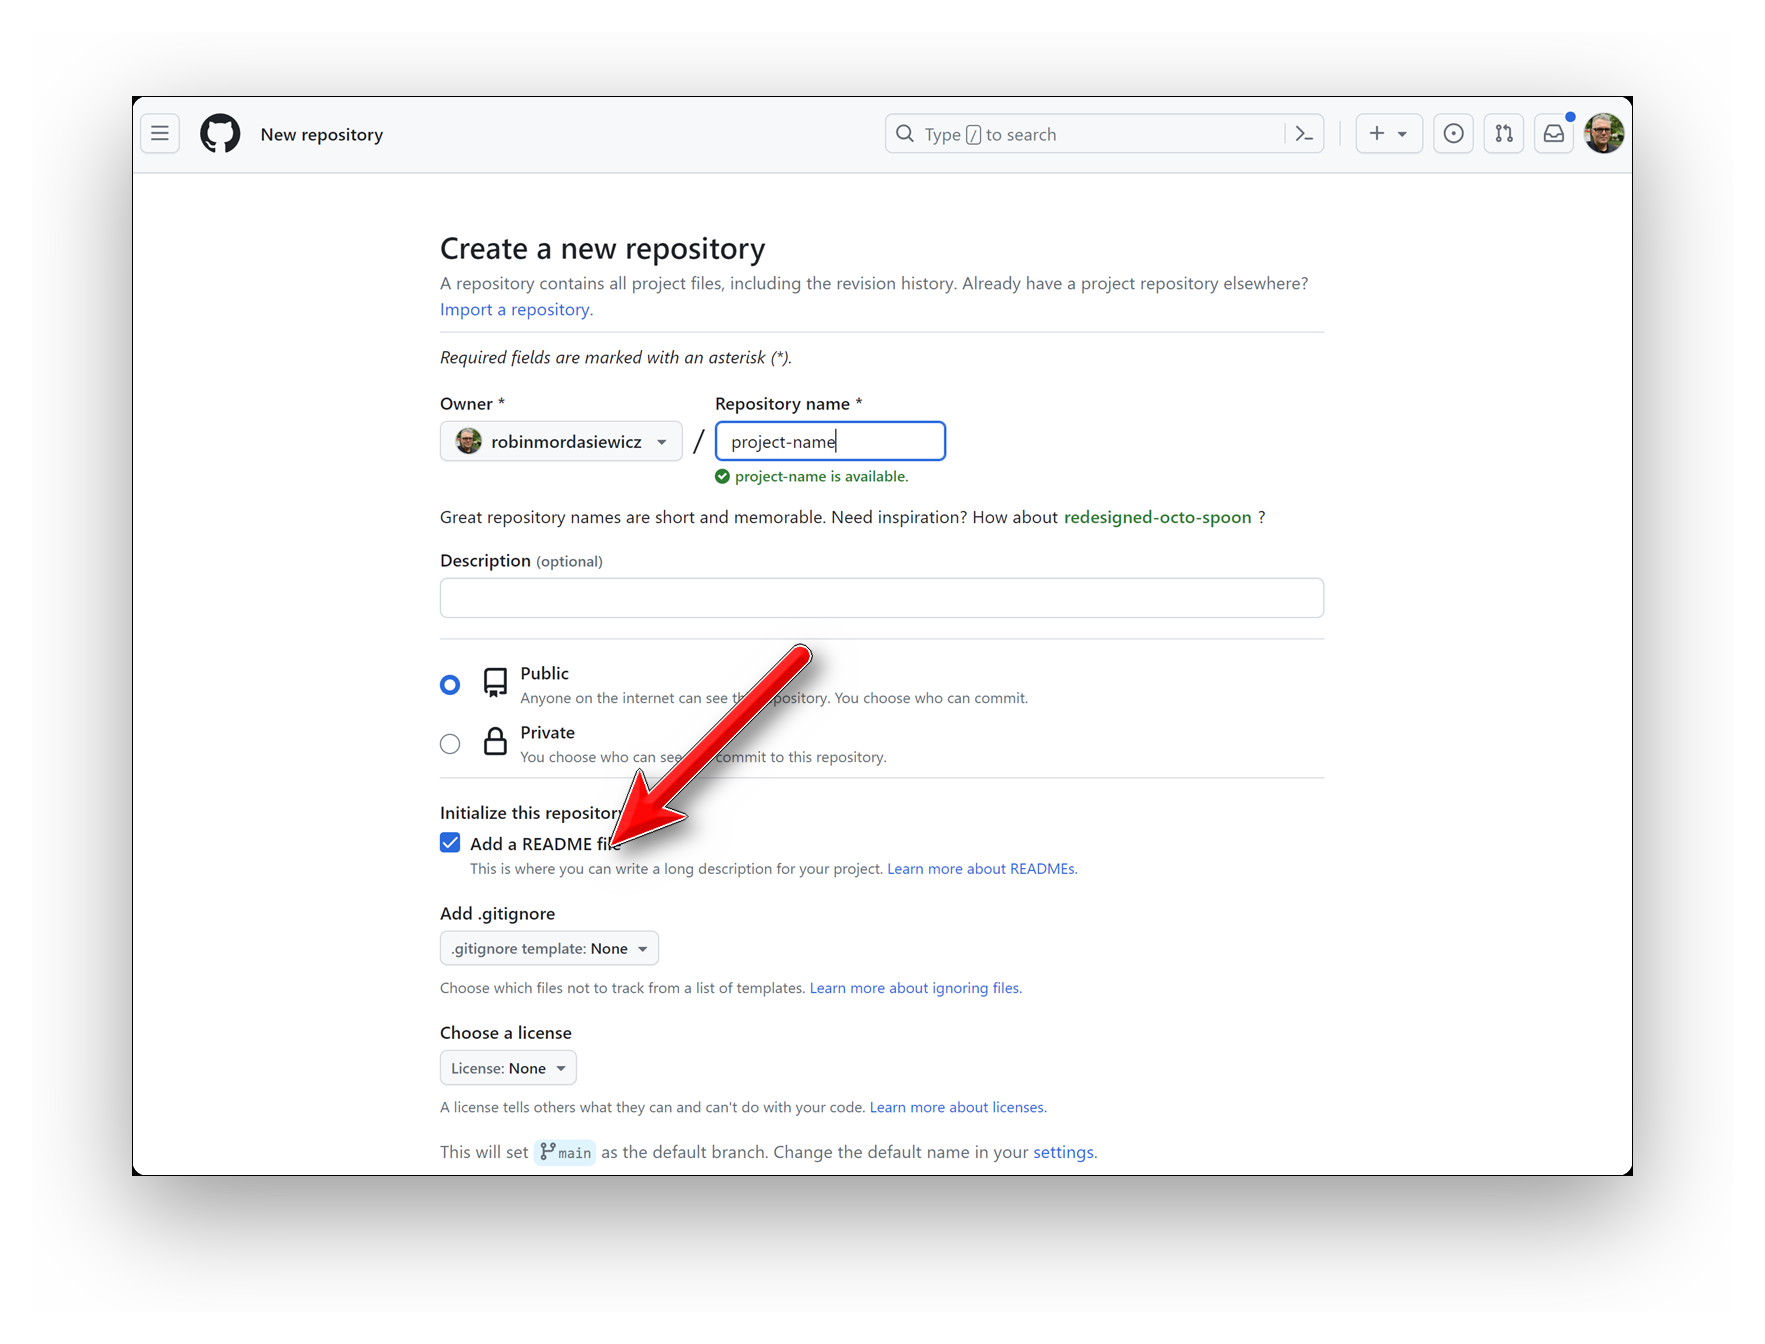 New repository
Type / to search
Create a new repository
A repository contains all project files, including the revision history. Already have a project repository elsewhere?
Import a repository.
Required fields are marked with an asterisk (*).
Owner * Repository name *
robinmordasiewicz / project-name
project-name is available.
Great repository names are short and memorable. Need inspiration? How about redesigned-octo-spoon ?
Description (optional)
Public
Anyone on the internet can see repository. You choose who can commit.
Private
You choose who can see commit to this repository.
Initialize this repository
Add a README file
This is where you can write a long description for your project. Learn more about READMEs.
Add .gitignore
.gitignore template: None
Choose which files not to track from a list of templates. Learn more about ignoring files.
Choose a license
License: None
A license tells others what they can and can't do with your code. Learn more about licenses.
This will set main as the default branch. Change the default name in your settings.